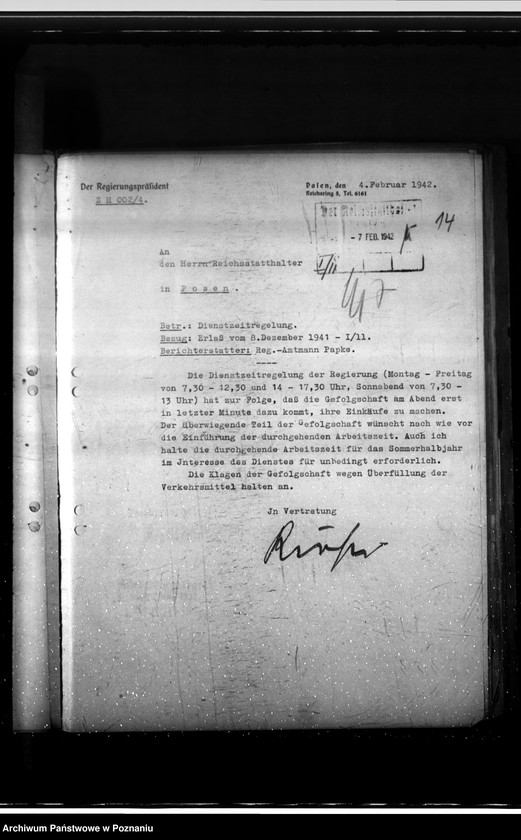 Der Regierungspräsident
Z H 002/4.
Posen, den 4.Februar 1942.
Reichsring 5, Tel. 6161
Der Reichsstatthalter
- 7 FEB. 1942
14
I/11
An
den Herrn Reichsstatthalter
in Posen.
Betr.: Dienstzeitregelung.
Bezug: Erlaß vom 8.Dezember 1941 - I/11.
Berichterstatter: Reg.-Amtmann Papke.
Die Dienstzeitregelung der Regierung (Montag - Freitag
von 7,30 - 12,30 und 14 - 17,30 Uhr, Sonnabend von 7,30 -
13 Uhr) hat zur Folge, daß die Gefolgschaft am Abend erst
in letzter Minute dazu kommt, ihre Einkäufe zu machen.
Der überwiegende Teil der Gefolgschaft wünscht nach wie vor
die Einführung der durchgehenden Arbeitszeit. Auch ich
halte die durchgehende Arbeitszeit für das Sommerhalbjahr
im Jnteresse des Dienstes für unbedingt erforderlich.
Die Klagen der Gefolgschaft wegen Überfüllung der
Verkehrsmittel halten an.
Jn Vertretung
Archiwum Państwowe w Poznaniu